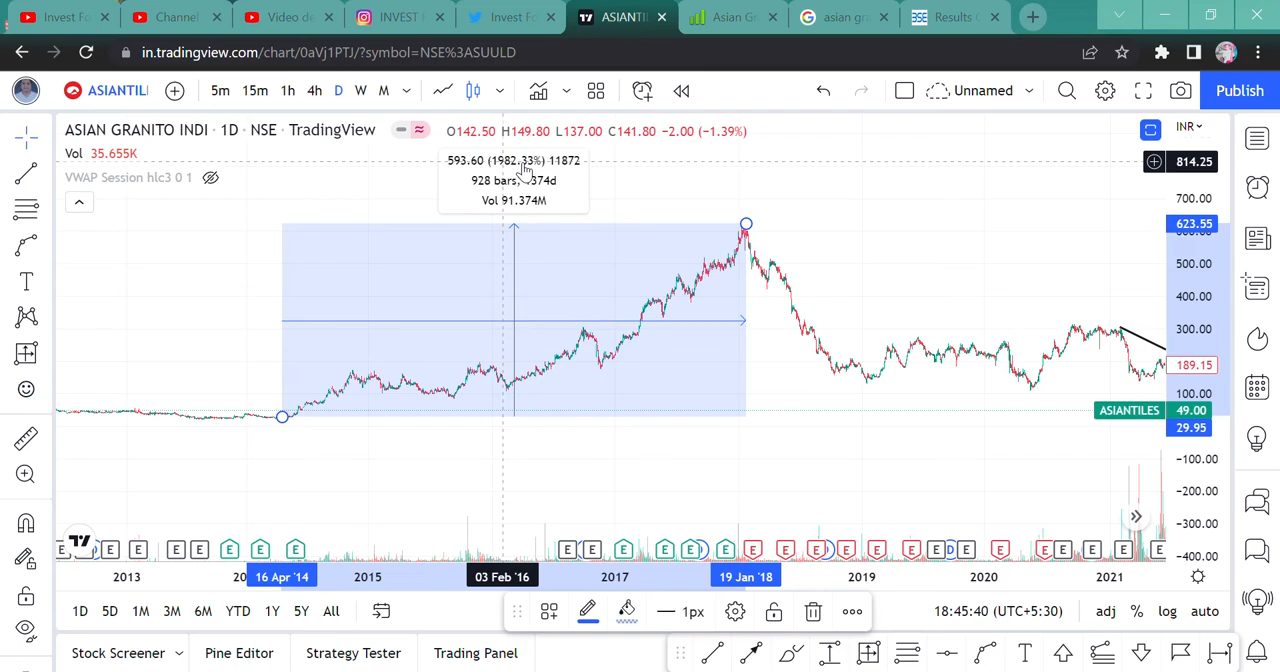 Invest Fo
Channel
Video de
INVEST
Invest Fo
ASIANTI
Asian G
asian gra
Results
in.tradingview.com/chart/0aVj1PTJ/?symbol=NSE%3ASUULD
ASIANTIL
5m 15m 1h 4h D W M
Unnamed
Publish
ASIAN GRANITO INDI · 1D · NSE · TradingView
O142.50 H149.80 L137.00 C141.80 −2.00 (−1.39%)
INR
Vol 35.655K
VWAP Session hlc3 0 1
593.60 (1982.33%) 11872
928 bars, 1374d
Vol 91.374M
814.25
700.00
623.55
500.00
400.00
300.00
189.15
100.00
ASIANTILES 49.00
29.95
−100.00
−200.00
−300.00
−400.00
E E E E E E E E E E E E E E E E E E E E E E D E E E E E E E
2013 16 Apr '14 2015 03 Feb '16 2017 19 Jan '18 2019 2020 2021
1D 5D 1M 3M 6M YTD 1Y 5Y All
1px
18:45:40 (UTC+5:30) adj % log auto
Stock Screener Pine Editor Strategy Tester Trading Panel